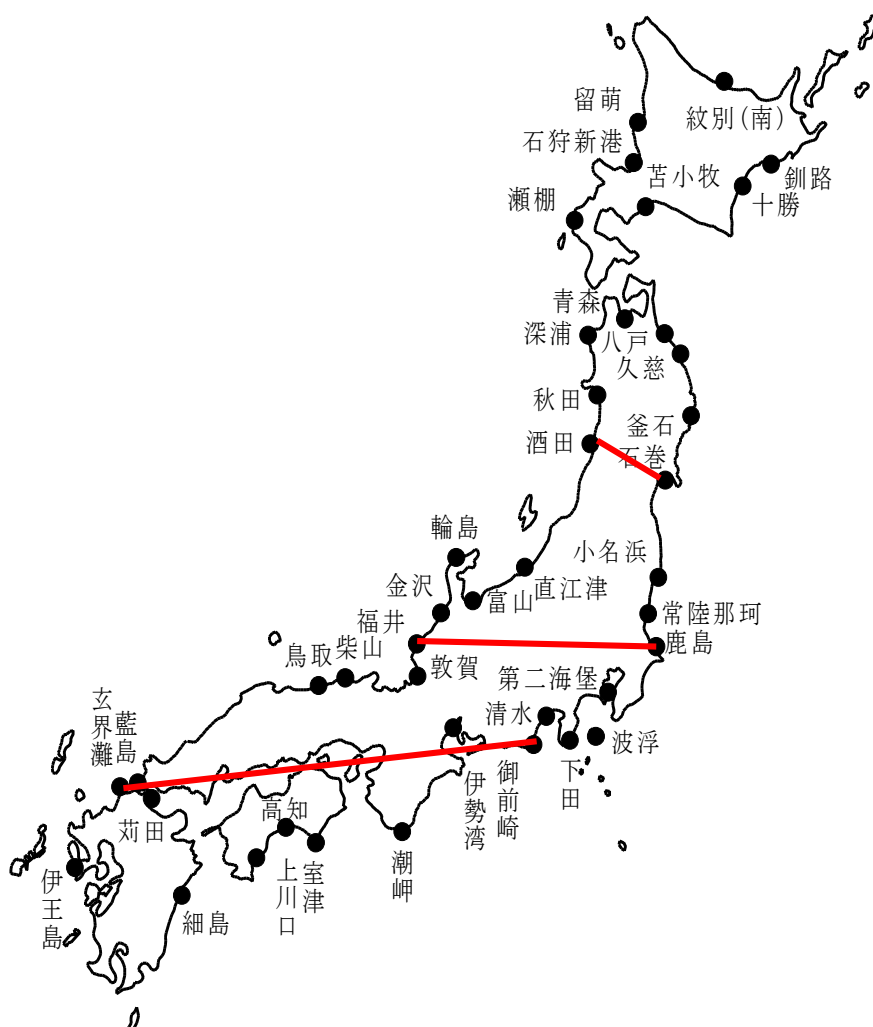 留萌
紋別(南)
石狩新港
苫小牧
釧路
十勝
瀬棚
青森
深浦
八戸
久慈
秋田
釜石
酒田
石巻
輪島
小名浜
金沢
富山
直江津
福井
常陸那珂
鹿島
鳥取
柴山
敦賀
第二海堡
清水
波浮
玄界灘
藍島
伊勢湾
御前崎
下田
苅田
高知
伊王島
上川口
室津
潮岬
細島